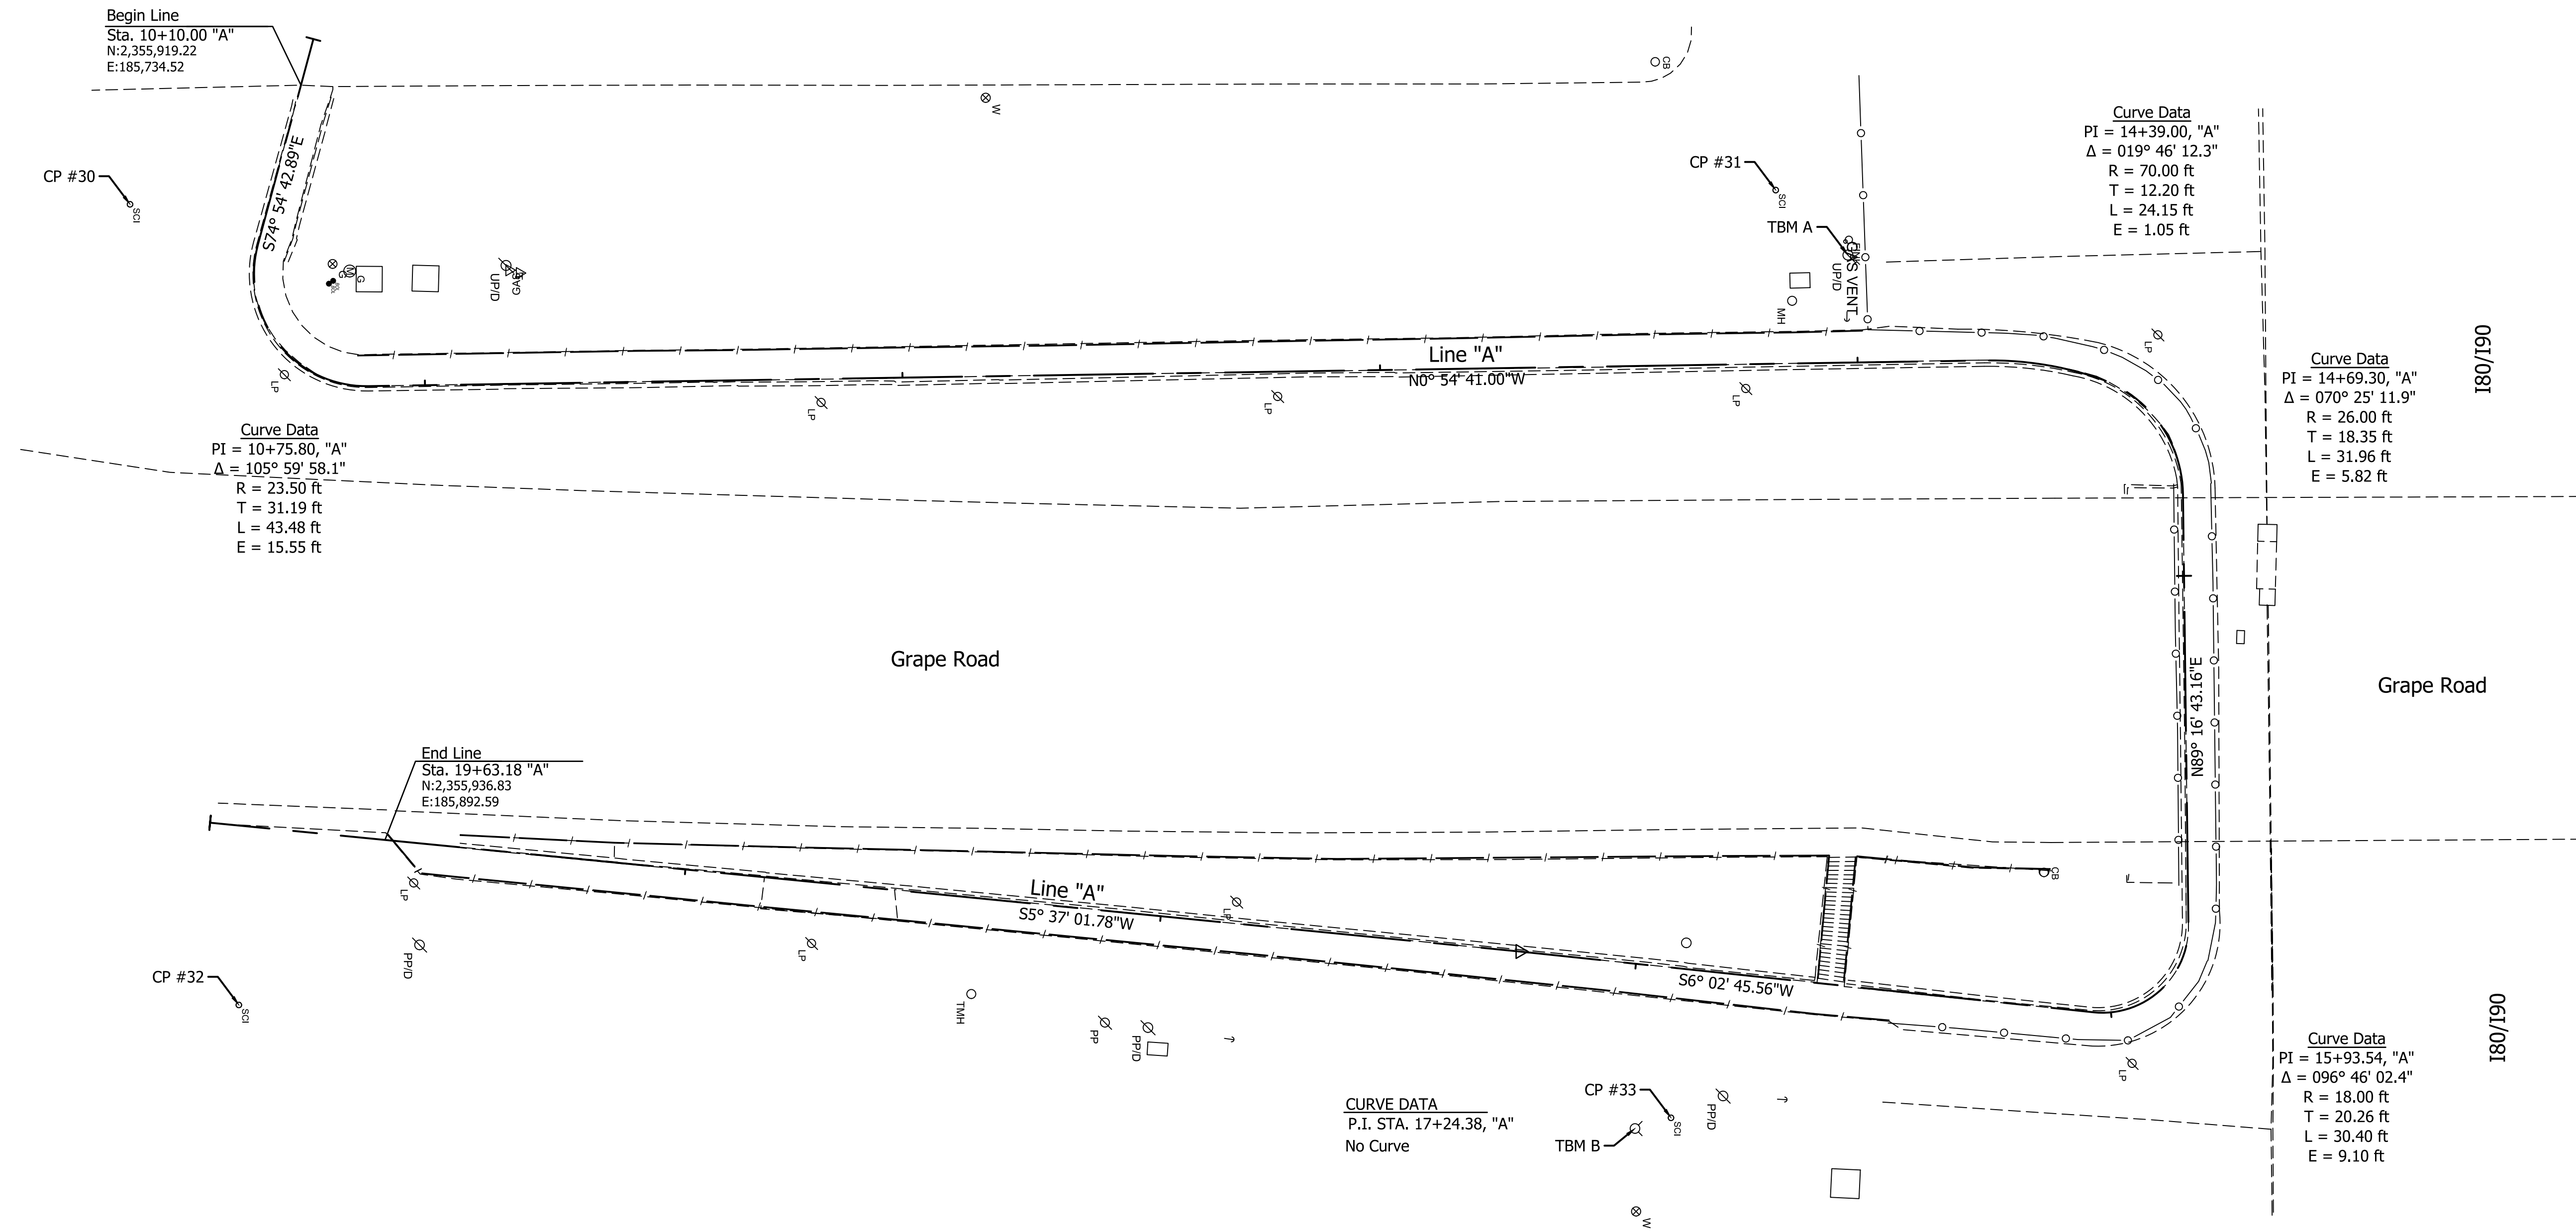 Begin Line
Sta. 10+10.00 "A"
N:2,355,919.22
E:185,734.52
CP #30
SCI
S74° 54' 42.89"E
W
CB
CP #31
SCI
TBM A
GAS VENT
UP/D
MH
G
M
G
UP/D
GAS
LP
LP
LP
LP
LP
Line "A"
N0° 54' 41.00"W
Curve Data
PI = 14+39.00, "A"
Δ = 019° 46' 12.3"
R = 70.00 ft
T = 12.20 ft
L = 24.15 ft
E = 1.05 ft
I80/I90
Curve Data
PI = 14+69.30, "A"
Δ = 070° 25' 11.9"
R = 26.00 ft
T = 18.35 ft
L = 31.96 ft
E = 5.82 ft
Curve Data
PI = 10+75.80, "A"
Δ = 105° 59' 58.1"
R = 23.50 ft
T = 31.19 ft
L = 43.48 ft
E = 15.55 ft
Grape Road
N89° 16' 43.16"E
Grape Road
End Line
Sta. 19+63.18 "A"
N:2,355,936.83
E:185,892.59
Line "A"
S5° 37' 01.78"W
LP
CB
LP
PP/D
LP
CP #32
SCI
TMH
PP
PP/D
S6° 02' 45.56"W
LP
I80/I90
CURVE DATA
P.I. STA. 17+24.38, "A"
No Curve
CP #33
SCI
PP/D
TBM B
W
Curve Data
PI = 15+93.54, "A"
Δ = 096° 46' 02.4"
R = 18.00 ft
T = 20.26 ft
L = 30.40 ft
E = 9.10 ft